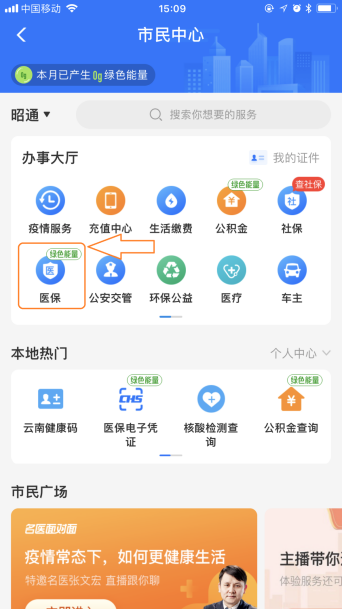 中国移动
15:09
市民中心
0g 本月已产生0g绿色能量
昭通
搜索你想要的服务
办事大厅
我的证件
绿色能量
查社保
社
疫情服务
充值中心
生活缴费
公积金
社保
绿色能量
医
医保
公安交管
环保公益
医疗
车主
本地热门
个人中心
绿色能量
绿色能量
CHS
云南健康码
医保电子凭证
核酸检测查询
公积金查询
市民广场
名医面对面
疫情常态下，如何更健康生活
特邀名医张文宏 直播跟你聊
主播带你
体验服务还可